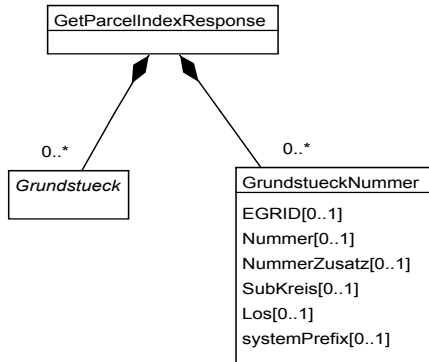 GetParcelIndexResponse
0..*
0..*
Grundstueck
GrundstueckNummer
EGRID[0..1]
Nummer[0..1]
NummerZusatz[0..1]
SubKreis[0..1]
Los[0..1]
systemPrefix[0..1]